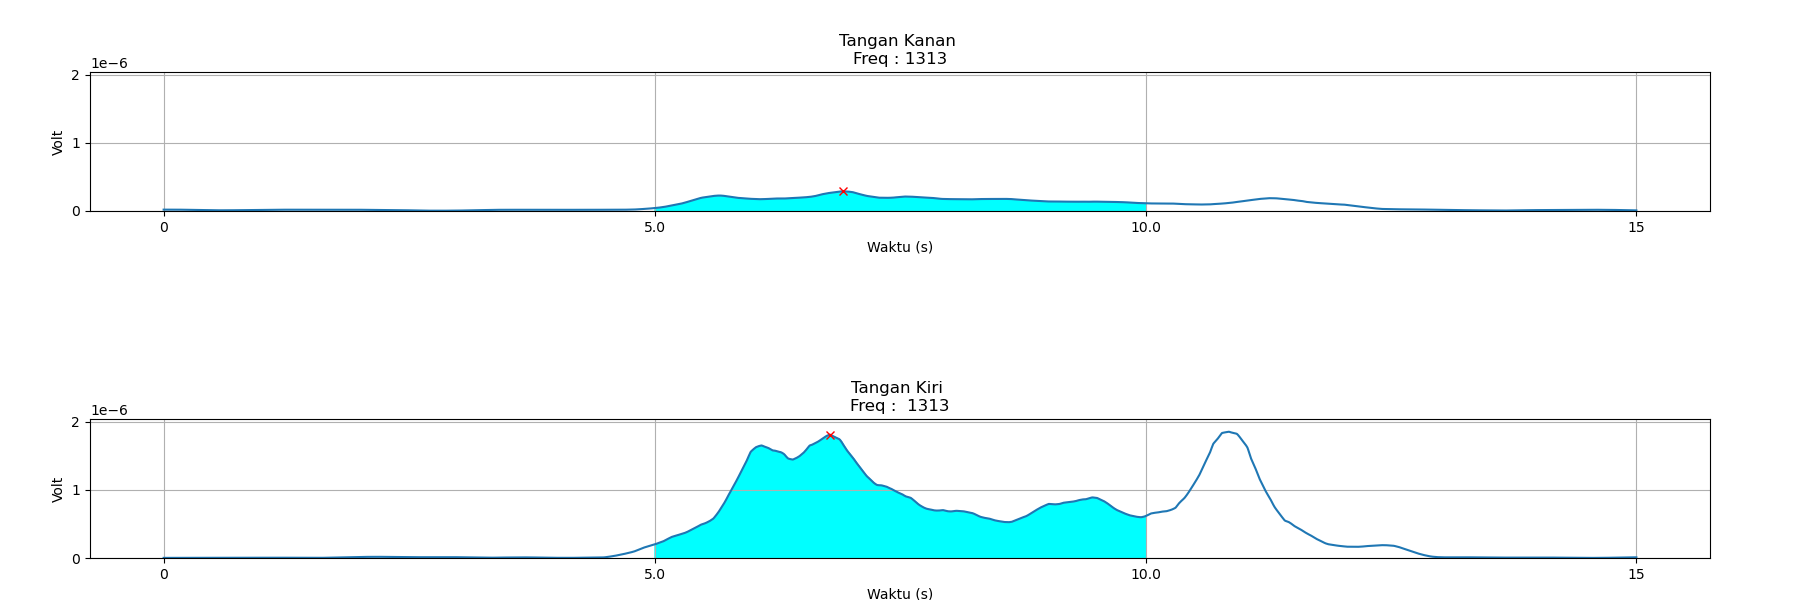 Tangan Kanan
Freq : 1313
1e−6
2
1
0
Volt
0 5.0 10.0 15
Waktu (s)
Tangan Kiri
Freq :  1313
1e−6
2
1
0
Volt
0 5.0 10.0 15
Waktu (s)